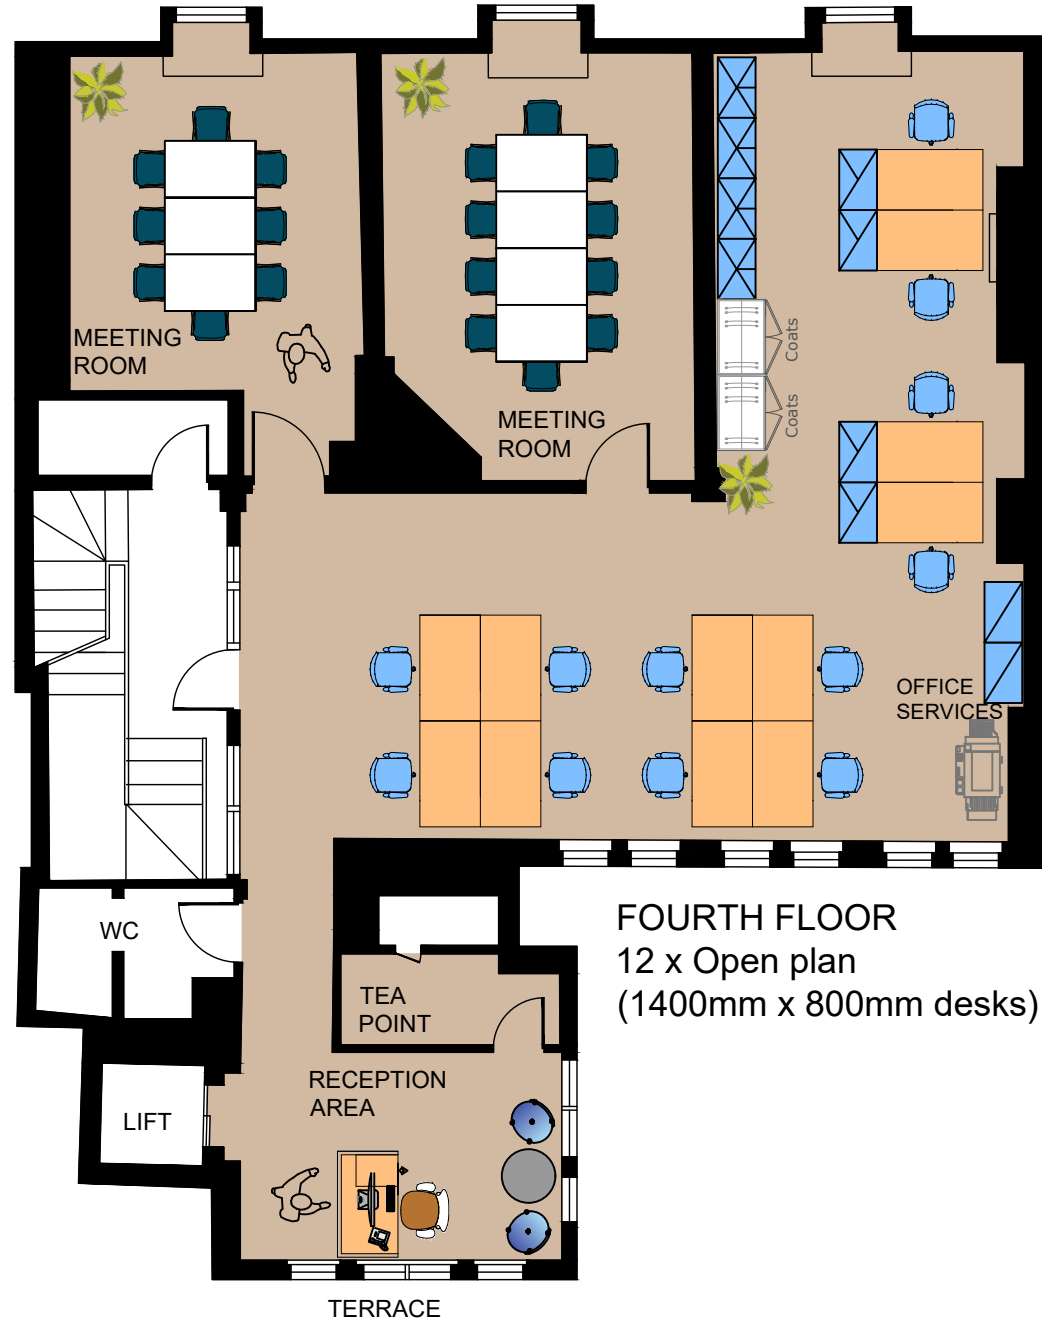 MEETING
ROOM
MEETING
ROOM
Coats
Coats
OFFICE
SERVICES
WC
FOURTH FLOOR
12 x Open plan
(1400mm x 800mm desks)
TEA
POINT
RECEPTION
AREA
LIFT
TERRACE